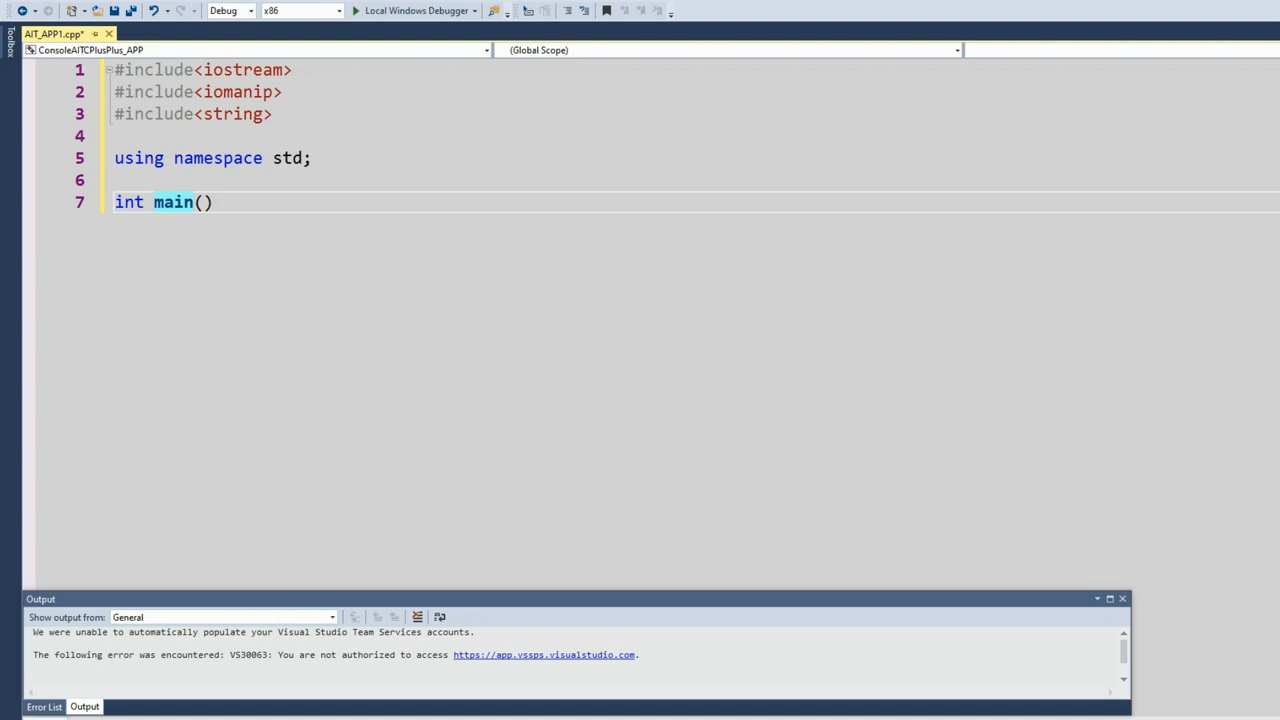 Debug x86 Local Windows Debugger
Toolbox
AIT_APP1.cpp*
ConsoleAITCPlusPlus_APP (Global Scope)
1 #include<iostream>
2 #include<iomanip>
3 #include<string>
4
5 using namespace std;
6
7 int main()
Output
Show output from: General
We were unable to automatically populate your Visual Studio Team Services accounts.
The following error was encountered: VS30063: You are not authorized to access https://app.vssps.visualstudio.com.
Error List Output